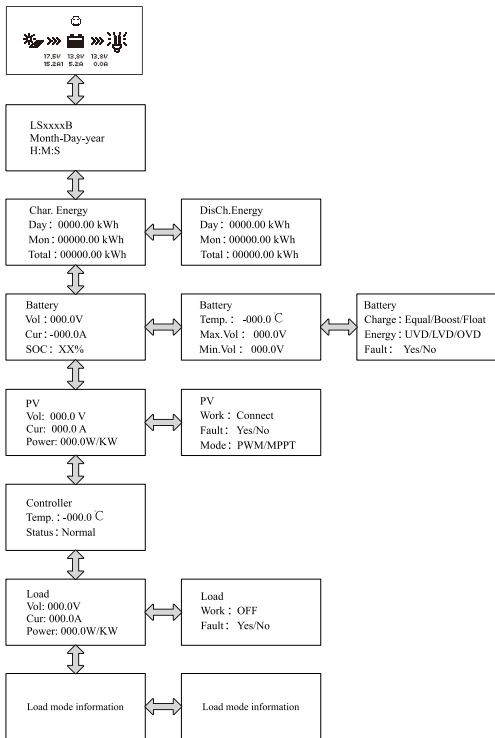 17.5V 13.8V 13.8V
15.2A1 5.2A 0.0A
LSxxxxB
Month-Day-year
H:M:S
Char. Energy
Day： 0000.00 kWh
Mon：00000.00 kWh
Total：00000.00 kWh
DisCh.Energy
Day： 0000.00 kWh
Mon：00000.00 kWh
Total：00000.00 kWh
Battery
Vol：000.0V
Cur：-000.0A
SOC： XX%
Battery
Temp.： -000.0℃
Max.Vol： 000.0V
Min.Vol： 000.0V
Battery
Charge：Equal/Boost/Float
Energy：UVD/LVD/OVD
Fault： Yes/No
PV
Vol: 000.0 V
Cur: 000.0 A
Power: 000.0W/KW
PV
Work： Connect
Fault： Yes/No
Mode：PWM/MPPT
Controller
Temp.：-000.0℃
Status：Normal
Load
Vol: 000.0V
Cur: 000.0A
Power: 000.0W/KW
Load
Work： OFF
Fault： Yes/No
Load mode information
Load mode information